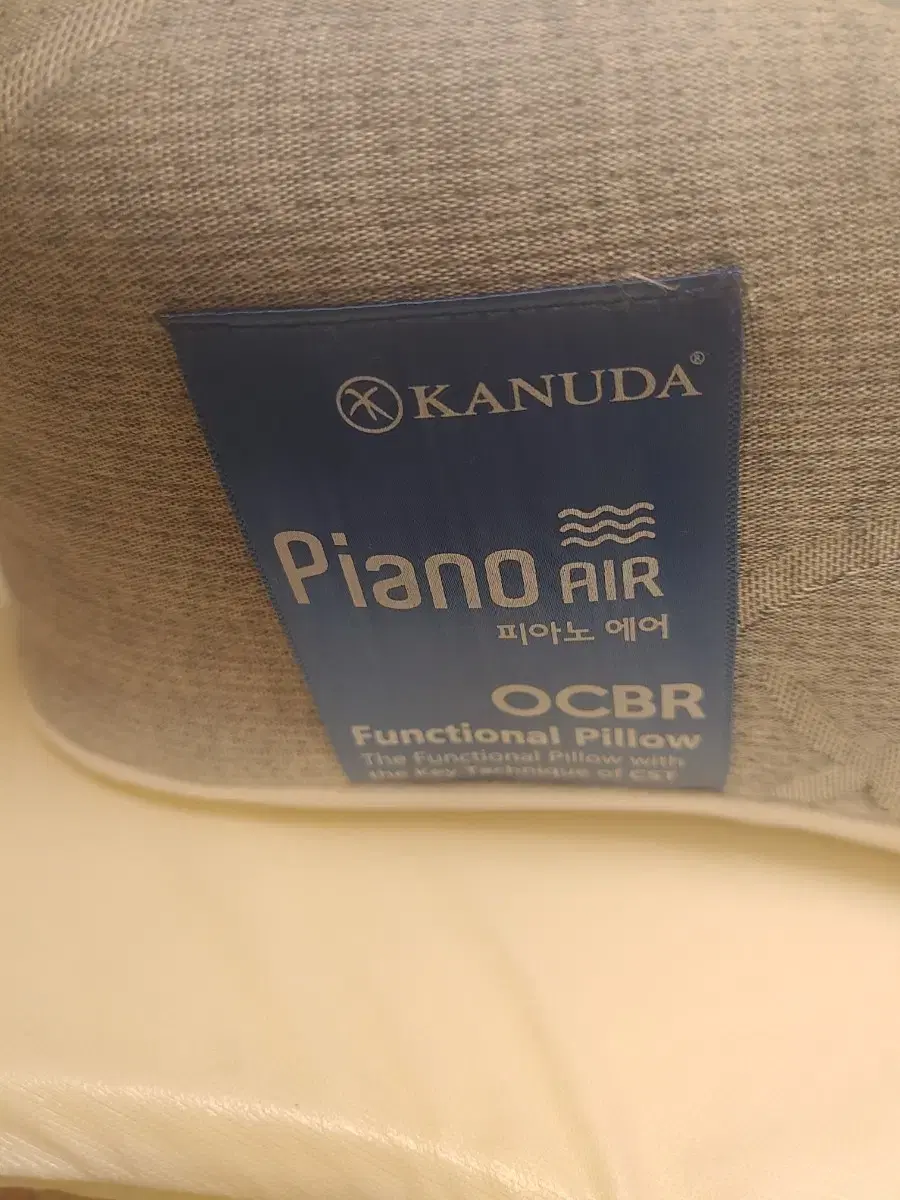 KANUDA®
Piano AIR
피아노 에어
OCBR
Functional Pillow
The Functional Pillow with
the Key Technique of CST